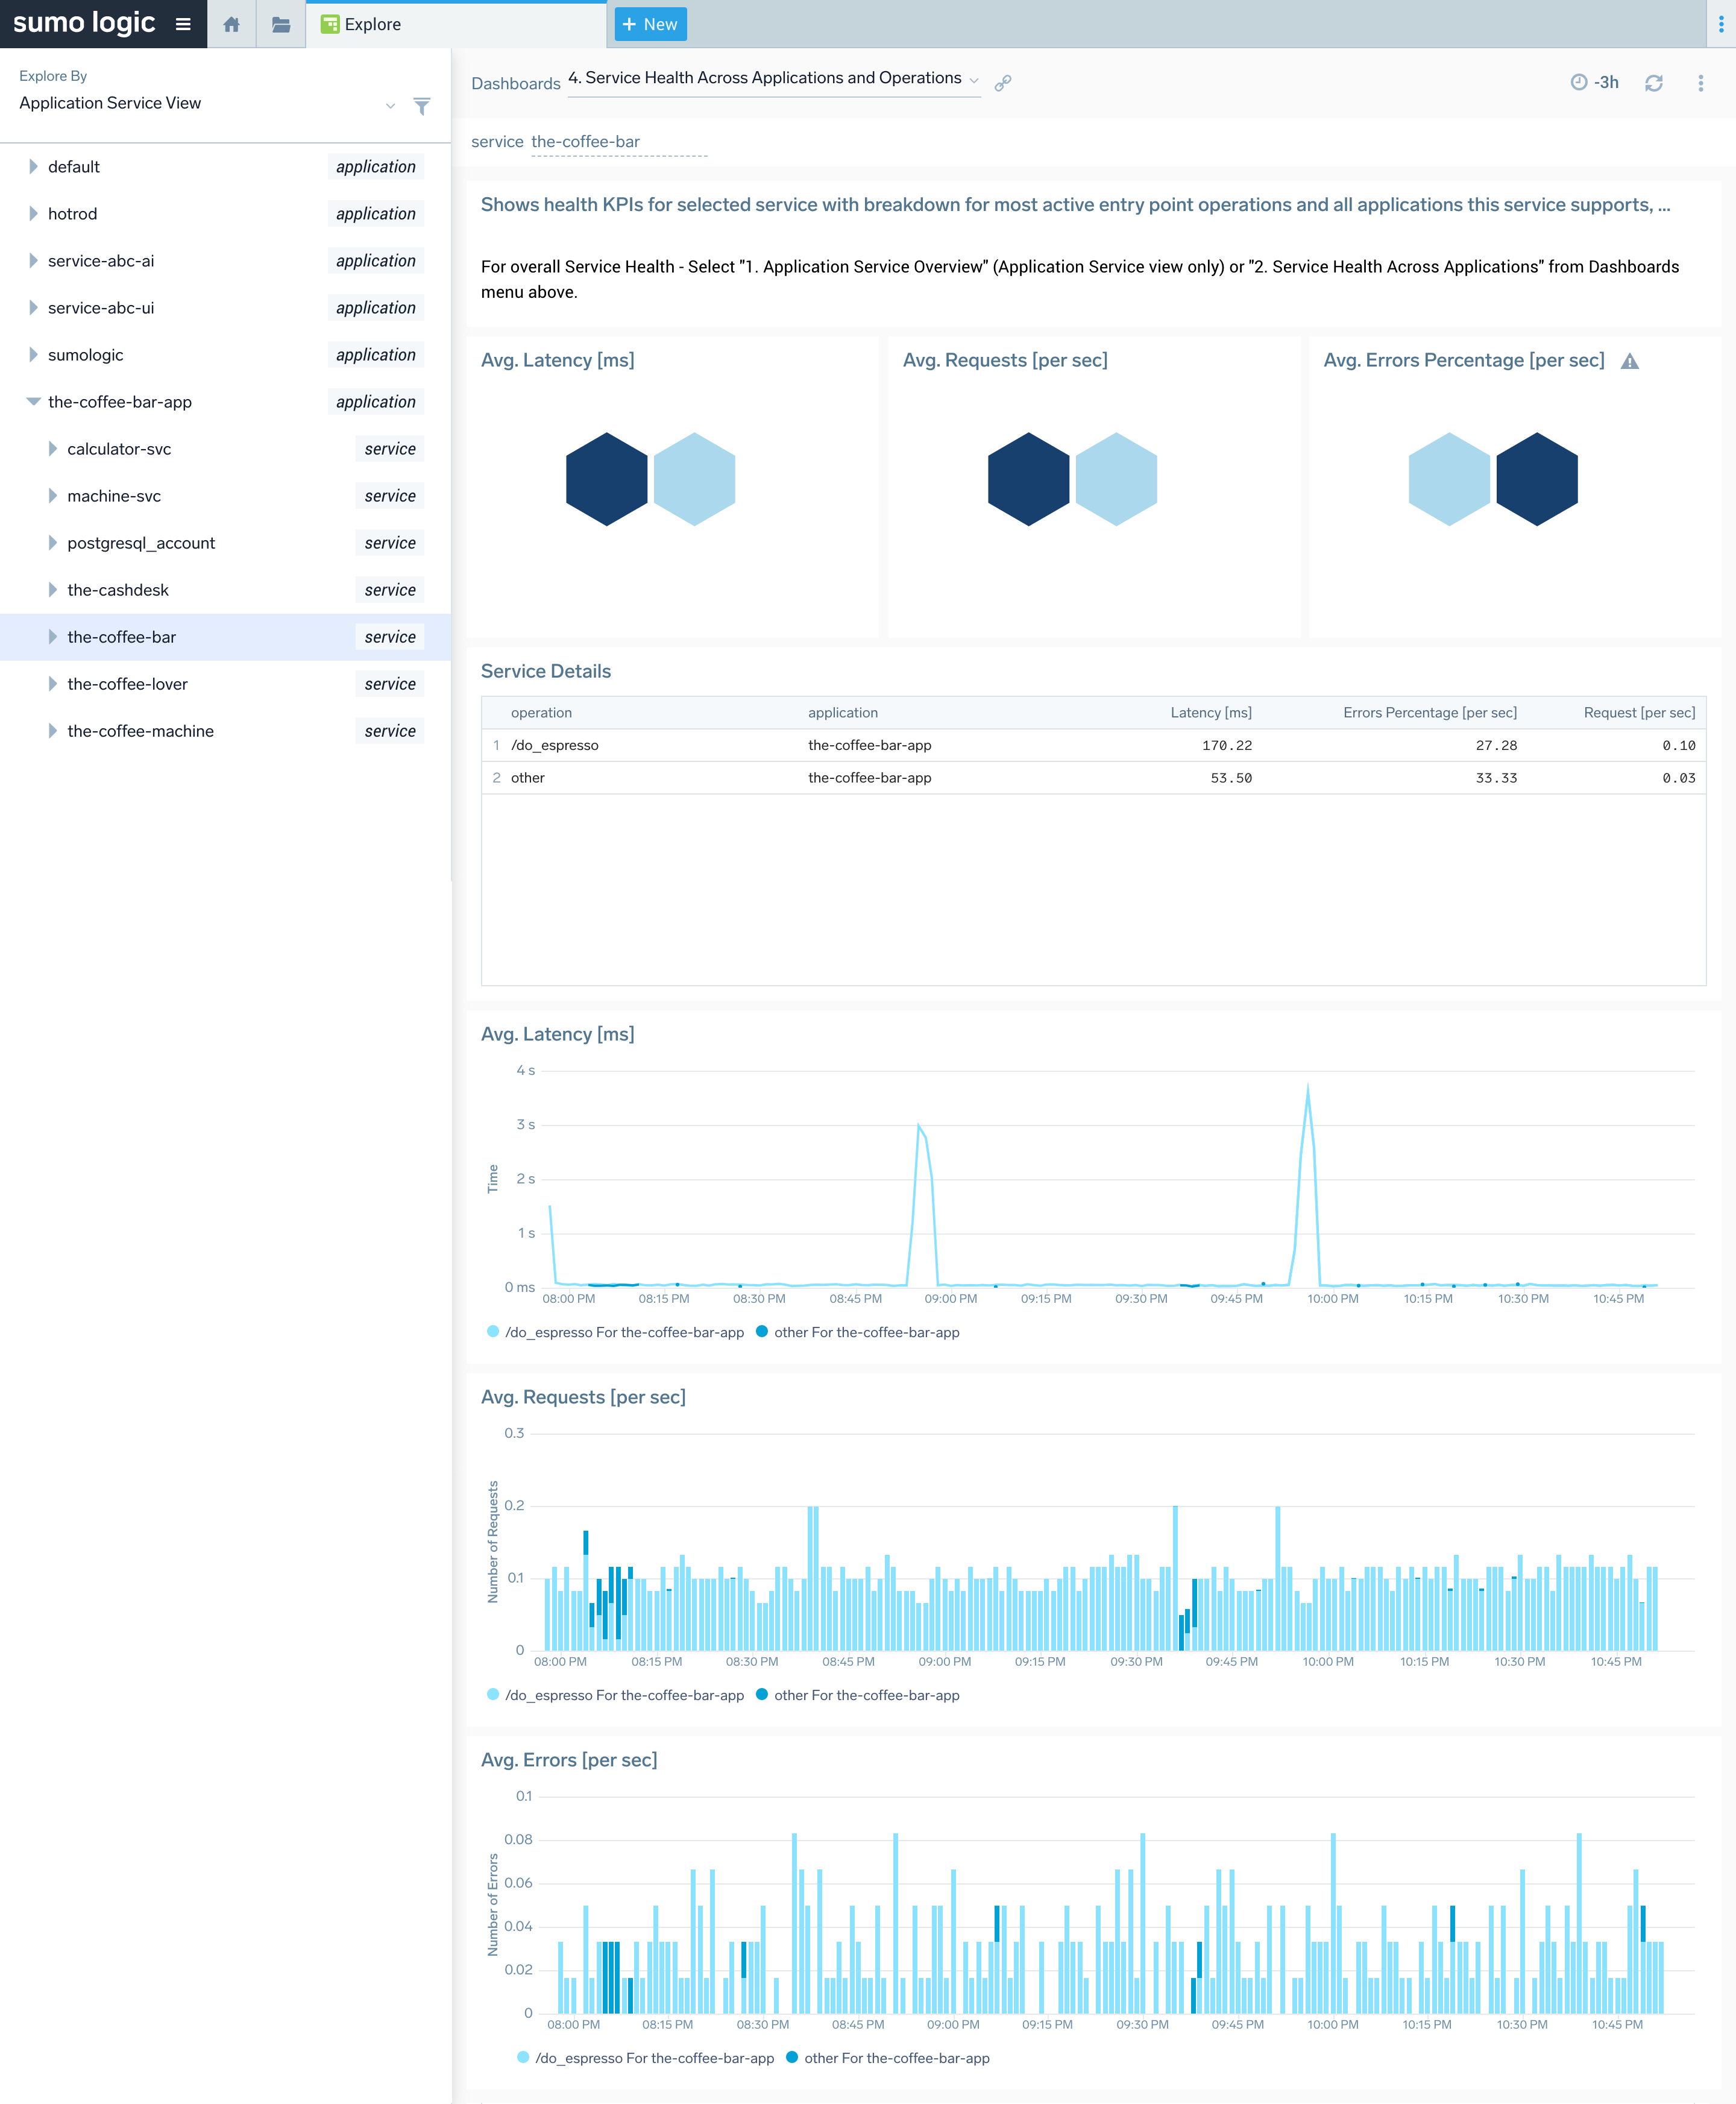 sumo logic
Explore
+ New
Explore By
Application Service View
default application
hotrod application
service-abc-ai application
service-abc-ui application
sumologic application
the-coffee-bar-app application
calculator-svc service
machine-svc service
postgresql_account service
the-cashdesk service
the-coffee-bar service
the-coffee-lover service
the-coffee-machine service
Dashboards 4. Service Health Across Applications and Operations
-3h
service the-coffee-bar
Shows health KPIs for selected service with breakdown for most active entry point operations and all applications this service supports, ...
For overall Service Health - Select "1. Application Service Overview" (Application Service view only) or "2. Service Health Across Applications" from Dashboards
menu above.
Avg. Latency [ms]
Avg. Requests [per sec]
Avg. Errors Percentage [per sec]
Service Details
operation application Latency [ms] Errors Percentage [per sec] Request [per sec]
1 /do_espresso the-coffee-bar-app 170.22 27.28 0.10
2 other the-coffee-bar-app 53.50 33.33 0.03
Avg. Latency [ms]
Time
4 s
3 s
2 s
1 s
0 ms
08:00 PM 08:15 PM 08:30 PM 08:45 PM 09:00 PM 09:15 PM 09:30 PM 09:45 PM 10:00 PM 10:15 PM 10:30 PM 10:45 PM
/do_espresso For the-coffee-bar-app other For the-coffee-bar-app
Avg. Requests [per sec]
Number of Requests
0.3
0.2
0.1
0
08:00 PM 08:15 PM 08:30 PM 08:45 PM 09:00 PM 09:15 PM 09:30 PM 09:45 PM 10:00 PM 10:15 PM 10:30 PM 10:45 PM
/do_espresso For the-coffee-bar-app other For the-coffee-bar-app
Avg. Errors [per sec]
Number of Errors
0.1
0.08
0.06
0.04
0.02
0
08:00 PM 08:15 PM 08:30 PM 08:45 PM 09:00 PM 09:15 PM 09:30 PM 09:45 PM 10:00 PM 10:15 PM 10:30 PM 10:45 PM
/do_espresso For the-coffee-bar-app other For the-coffee-bar-app